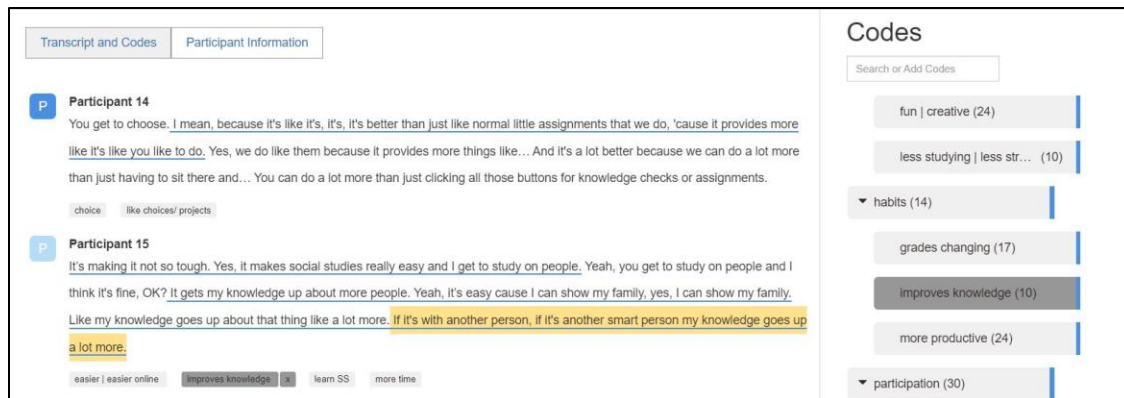 Transcript and Codes
Participant Information
P
Participant 14
You get to choose. I mean, because it's like it's, it's, it's better than just like normal little assignments that we do, 'cause it provides more
like it's like you like to do. Yes, we do like them because it provides more things like… And it's a lot better because we can do a lot more
than just having to sit there and… You can do a lot more than just clicking all those buttons for knowledge checks or assignments.
choice
like choices/ projects
P
Participant 15
It's making it not so tough. Yes, it makes social studies really easy and I get to study on people. Yeah, you get to study on people and I
think it's fine, OK? It gets my knowledge up about more people. Yeah, it's easy cause I can show my family, yes, I can show my family.
Like my knowledge goes up about that thing like a lot more. If it's with another person, if it's another smart person my knowledge goes up
a lot more.
easier | easier online
improves knowledge
x
learn SS
more time
Codes
Search or Add Codes
fun | creative (24)
less studying | less str... (10)
habits (14)
grades changing (17)
improves knowledge (10)
more productive (24)
participation (30)